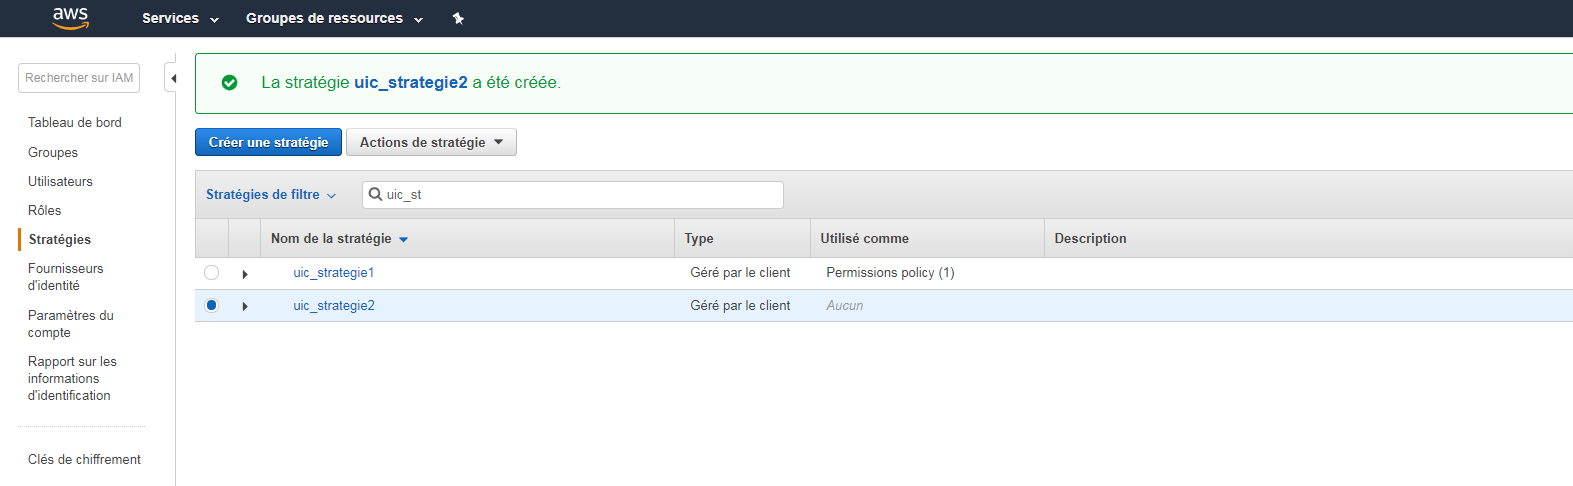 aws Services Groupes de ressources
Rechercher sur IAM
Tableau de bord
Groupes
Utilisateurs
Rôles
Stratégies
Fournisseurs
d'identité
Paramètres du
compte
Rapport sur les
informations
d'identification
Clés de chiffrement
La stratégie uic_strategie2 a été créée.
Créer une stratégie Actions de stratégie
Stratégies de filtre uic_st
Nom de la stratégie Type Utilisé comme Description
uic_strategie1 Géré par le client Permissions policy (1)
uic_strategie2 Géré par le client Aucun